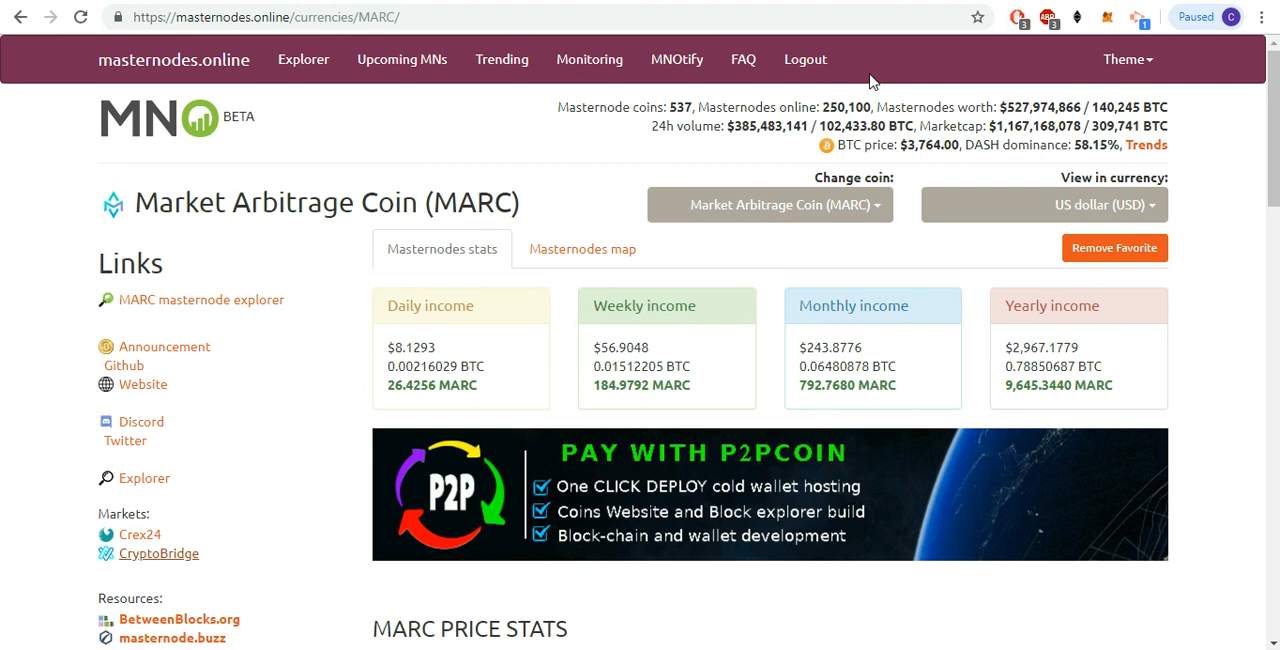 https://masternodes.online/currencies/MARC/
3
ABP
3
1
Paused
C
masternodes.online Explorer Upcoming MNs Trending Monitoring MNOtify FAQ Logout Theme
MNO BETA
Masternode coins: 537, Masternodes online: 250,100, Masternodes worth: $527,974,866 / 140,245 BTC
24h volume: $385,483,141 / 102,433.80 BTC, Marketcap: $1,167,168,078 / 309,741 BTC
BTC price: $3,764.00, DASH dominance: 58.15%, Trends
Market Arbitrage Coin (MARC)
Change coin:
Market Arbitrage Coin (MARC)
View in currency:
US dollar (USD)
Links
MARC masternode explorer
Announcement
Github
Website
Discord
Twitter
Explorer
Markets:
Crex24
CryptoBridge
Resources:
BetweenBlocks.org
masternode.buzz
Masternodes stats Masternodes map Remove Favorite
Daily income
$8.1293
0.00216029 BTC
26.4256 MARC
Weekly income
$56.9048
0.01512205 BTC
184.9792 MARC
Monthly income
$243.8776
0.06480878 BTC
792.7680 MARC
Yearly income
$2,967.1779
0.78850687 BTC
9,645.3440 MARC
P2P
PAY WITH P2PCOIN
One CLICK DEPLOY cold wallet hosting
Coins Website and Block explorer build
Block-chain and wallet development
MARC PRICE STATS